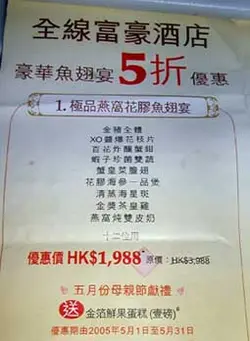 全線富豪酒店
豪華魚翅宴5折優惠
1.極品燕窩花膠魚翅宴
金豬全體
XO醬爆花枝片
百花炸釀蟹鉗
蝦子珍菌雙蔬
蟹皇菜膽翅
花膠海參一品煲
清蒸海星斑
金獎茶皇雞
燕窩炖雙皮奶
十二位用
優惠價 HK$1,988 原價: HK$3,988
五月份母親節獻禮
送 金箔鮮果蛋糕(壹磅)
優惠期由2005年5月1日至5月31日